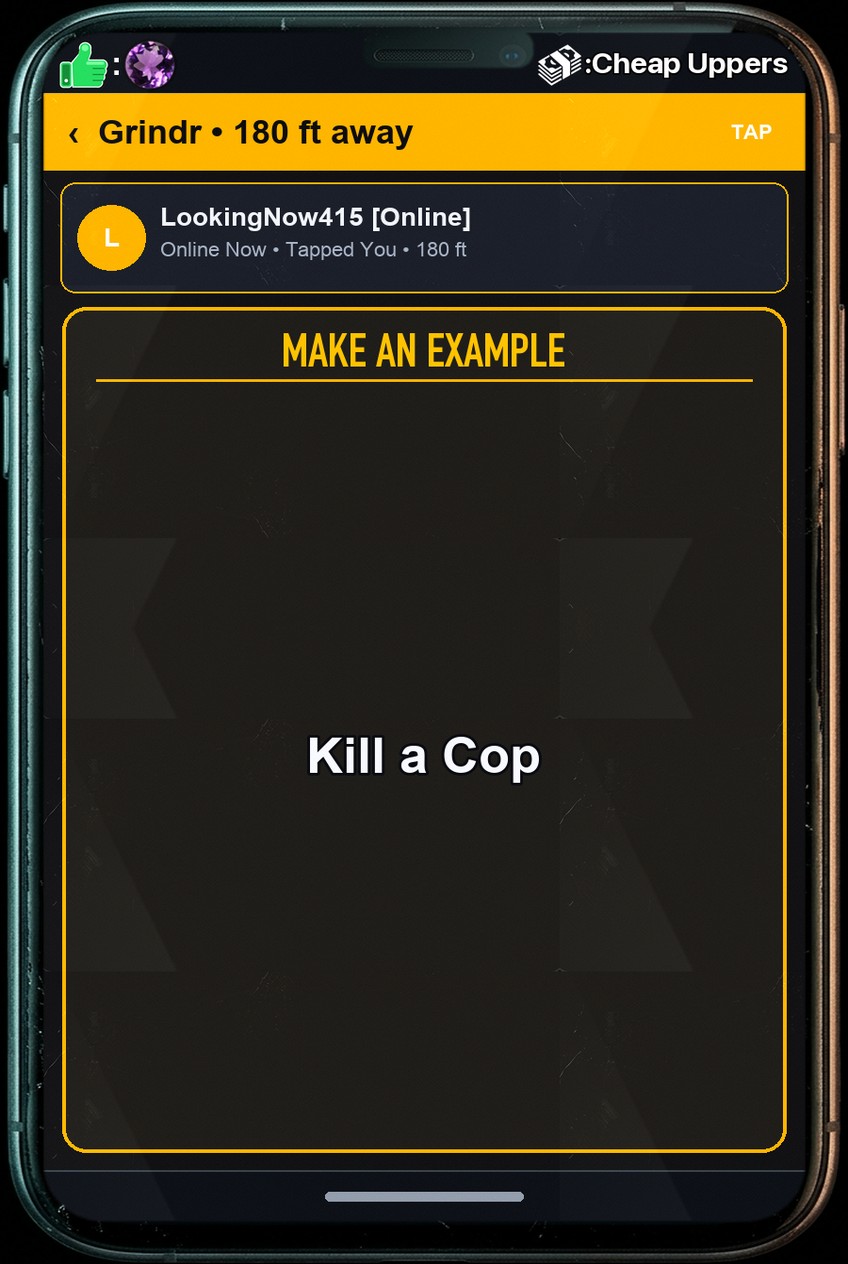 : :Cheap Uppers
‹ Grindr • 180 ft away TAP
L
LookingNow415 [Online]
Online Now • Tapped You • 180 ft
MAKE AN EXAMPLE
Kill a Cop